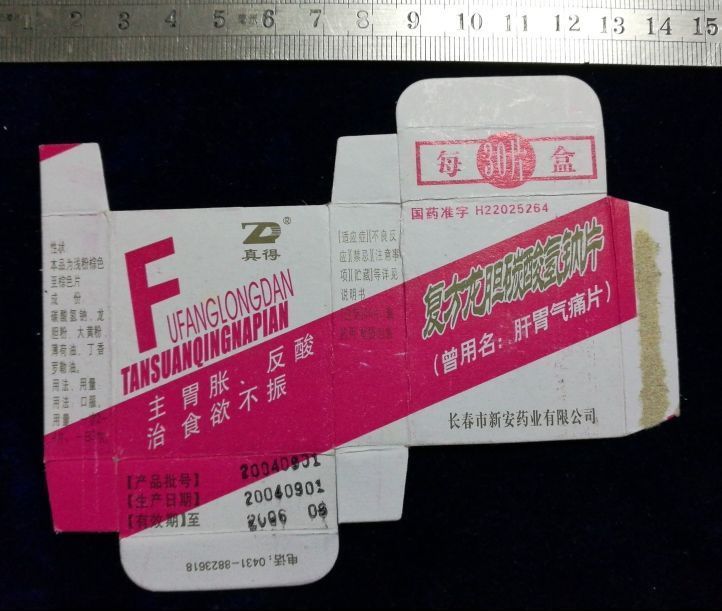 1 2 3 4 5 6 7 8 9 10 11 12 13 14 15
每 30片 盒
国药准字 H22025264
复方龙胆碳酸氢钠片
(曾用名:肝胃气痛片)
长春市新安药业有限公司
®
真得
FUFANGLONGDAN
TANSUANQINGNAPIAN
主治
胃胀、反酸
食欲不振
【适应症】【不良反
应】【禁忌】【注意事
项】【贮藏】等详见
说明书
性状
本品为浅粉棕色
至棕色片
成 份
碳酸氢钠、龙
胆粉、大黄粉、
薄荷油、丁香
罗勒油。
用法、用量
用法:口服。
用量
【产品批号】 20040901
【生产日期】 20040901
【有效期】至 2006 08
电话:0431-8823618